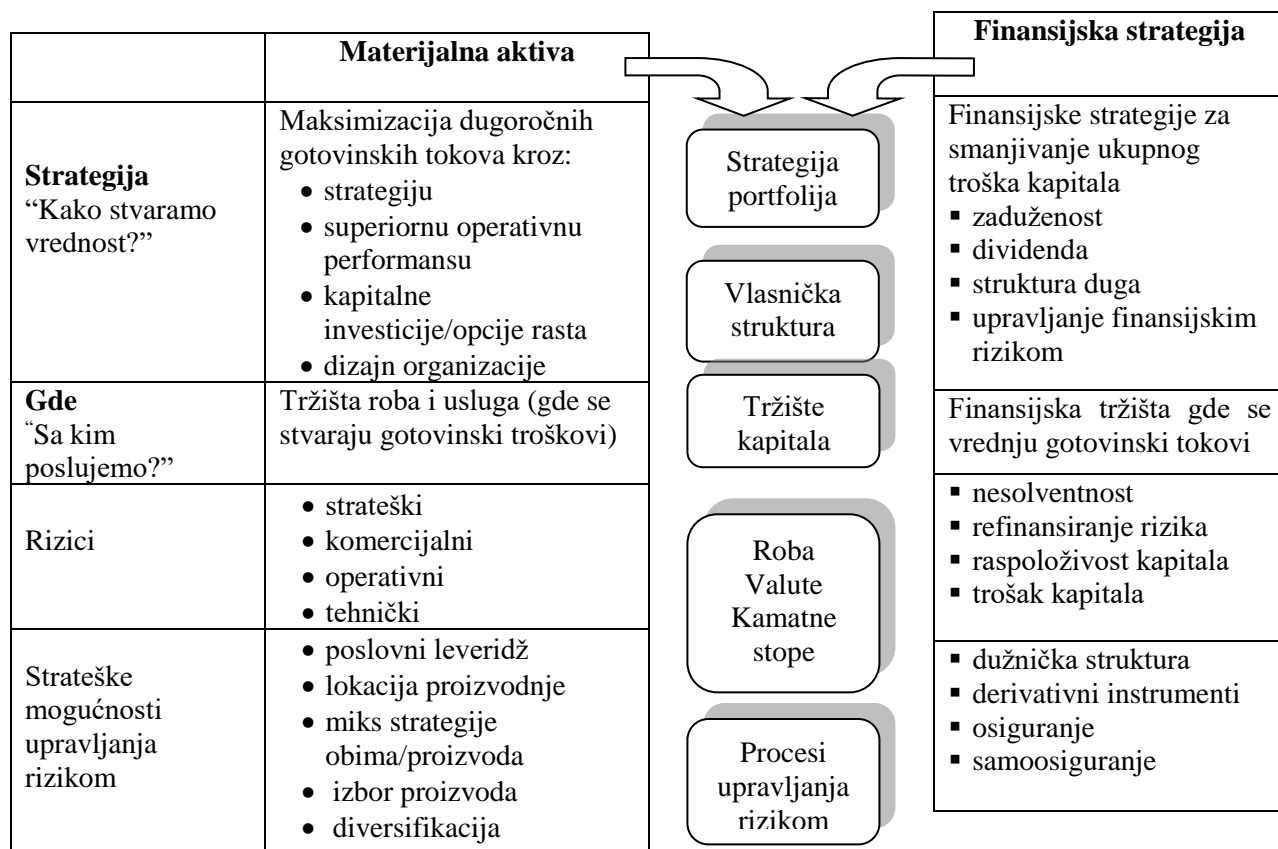 Materijalna aktiva
Finansijska strategija
Strategija
“Kako stvaramo
vrednost?”
Maksimizacija dugoročnih
gotovinskih tokova kroz:
• strategiju
• superiornu operativnu
performansu
• kapitalne
investicije/opcije rasta
• dizajn organizacije
Strategija
portfolija
Vlasnička
struktura
Finansijske strategije za
smanjivanje ukupnog
troška kapitala
▪ zaduženost
▪ dividenda
▪ struktura duga
▪ upravljanje finansijskim
rizikom
Gde
“Sa kim
poslujemo?”
Tržišta roba i usluga (gde se
stvaraju gotovinski troškovi)
Tržište
kapitala
Finansijska tržišta gde se
vrednju gotovinski tokovi
Rizici
• strateški
• komercijalni
• operativni
• tehnički
Roba
Valute
Kamatne
stope
▪ nesolventnost
▪ refinansiranje rizika
▪ raspoloživost kapitala
▪ trošak kapitala
Strateške
mogućnosti
upravljanja
rizikom
• poslovni leveridž
• lokacija proizvodnje
• miks strategije
obima/proizvoda
• izbor proizvoda
• diversifikacija
Procesi
upravljanja
rizikom
▪ dužnička struktura
▪ derivativni instrumenti
▪ osiguranje
▪ samoosiguranje